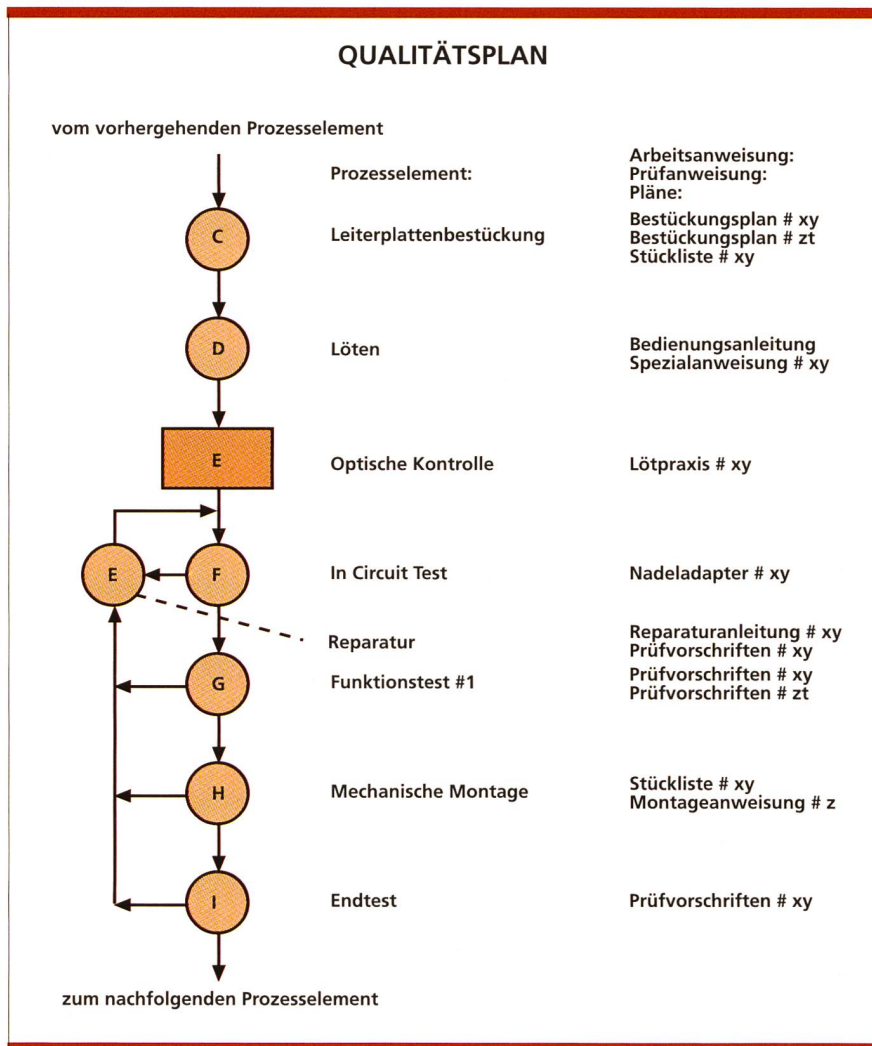 QUALITÄTSPLAN
vom vorhergehenden Prozesselement
Prozesselement:
Arbeitsanweisung:
Prüfanweisung:
Pläne:
C
Leiterplattenbestückung
Bestückungsplan # xy
Bestückungsplan # zt
Stückliste # xy
D
Löten
Bedienungsanleitung
Spezialanweisung # xy
E
Optische Kontrolle
Lötpraxis # xy
E
F
In Circuit Test
Nadeladapter # xy
Reparatur
Reparaturanleitung # xy
Prüfvorschriften # xy
G
Funktionstest #1
Prüfvorschriften # xy
Prüfvorschriften # zt
H
Mechanische Montage
Stückliste # xy
Montageanweisung # z
I
Endtest
Prüfvorschriften # xy
zum nachfolgenden Prozesselement